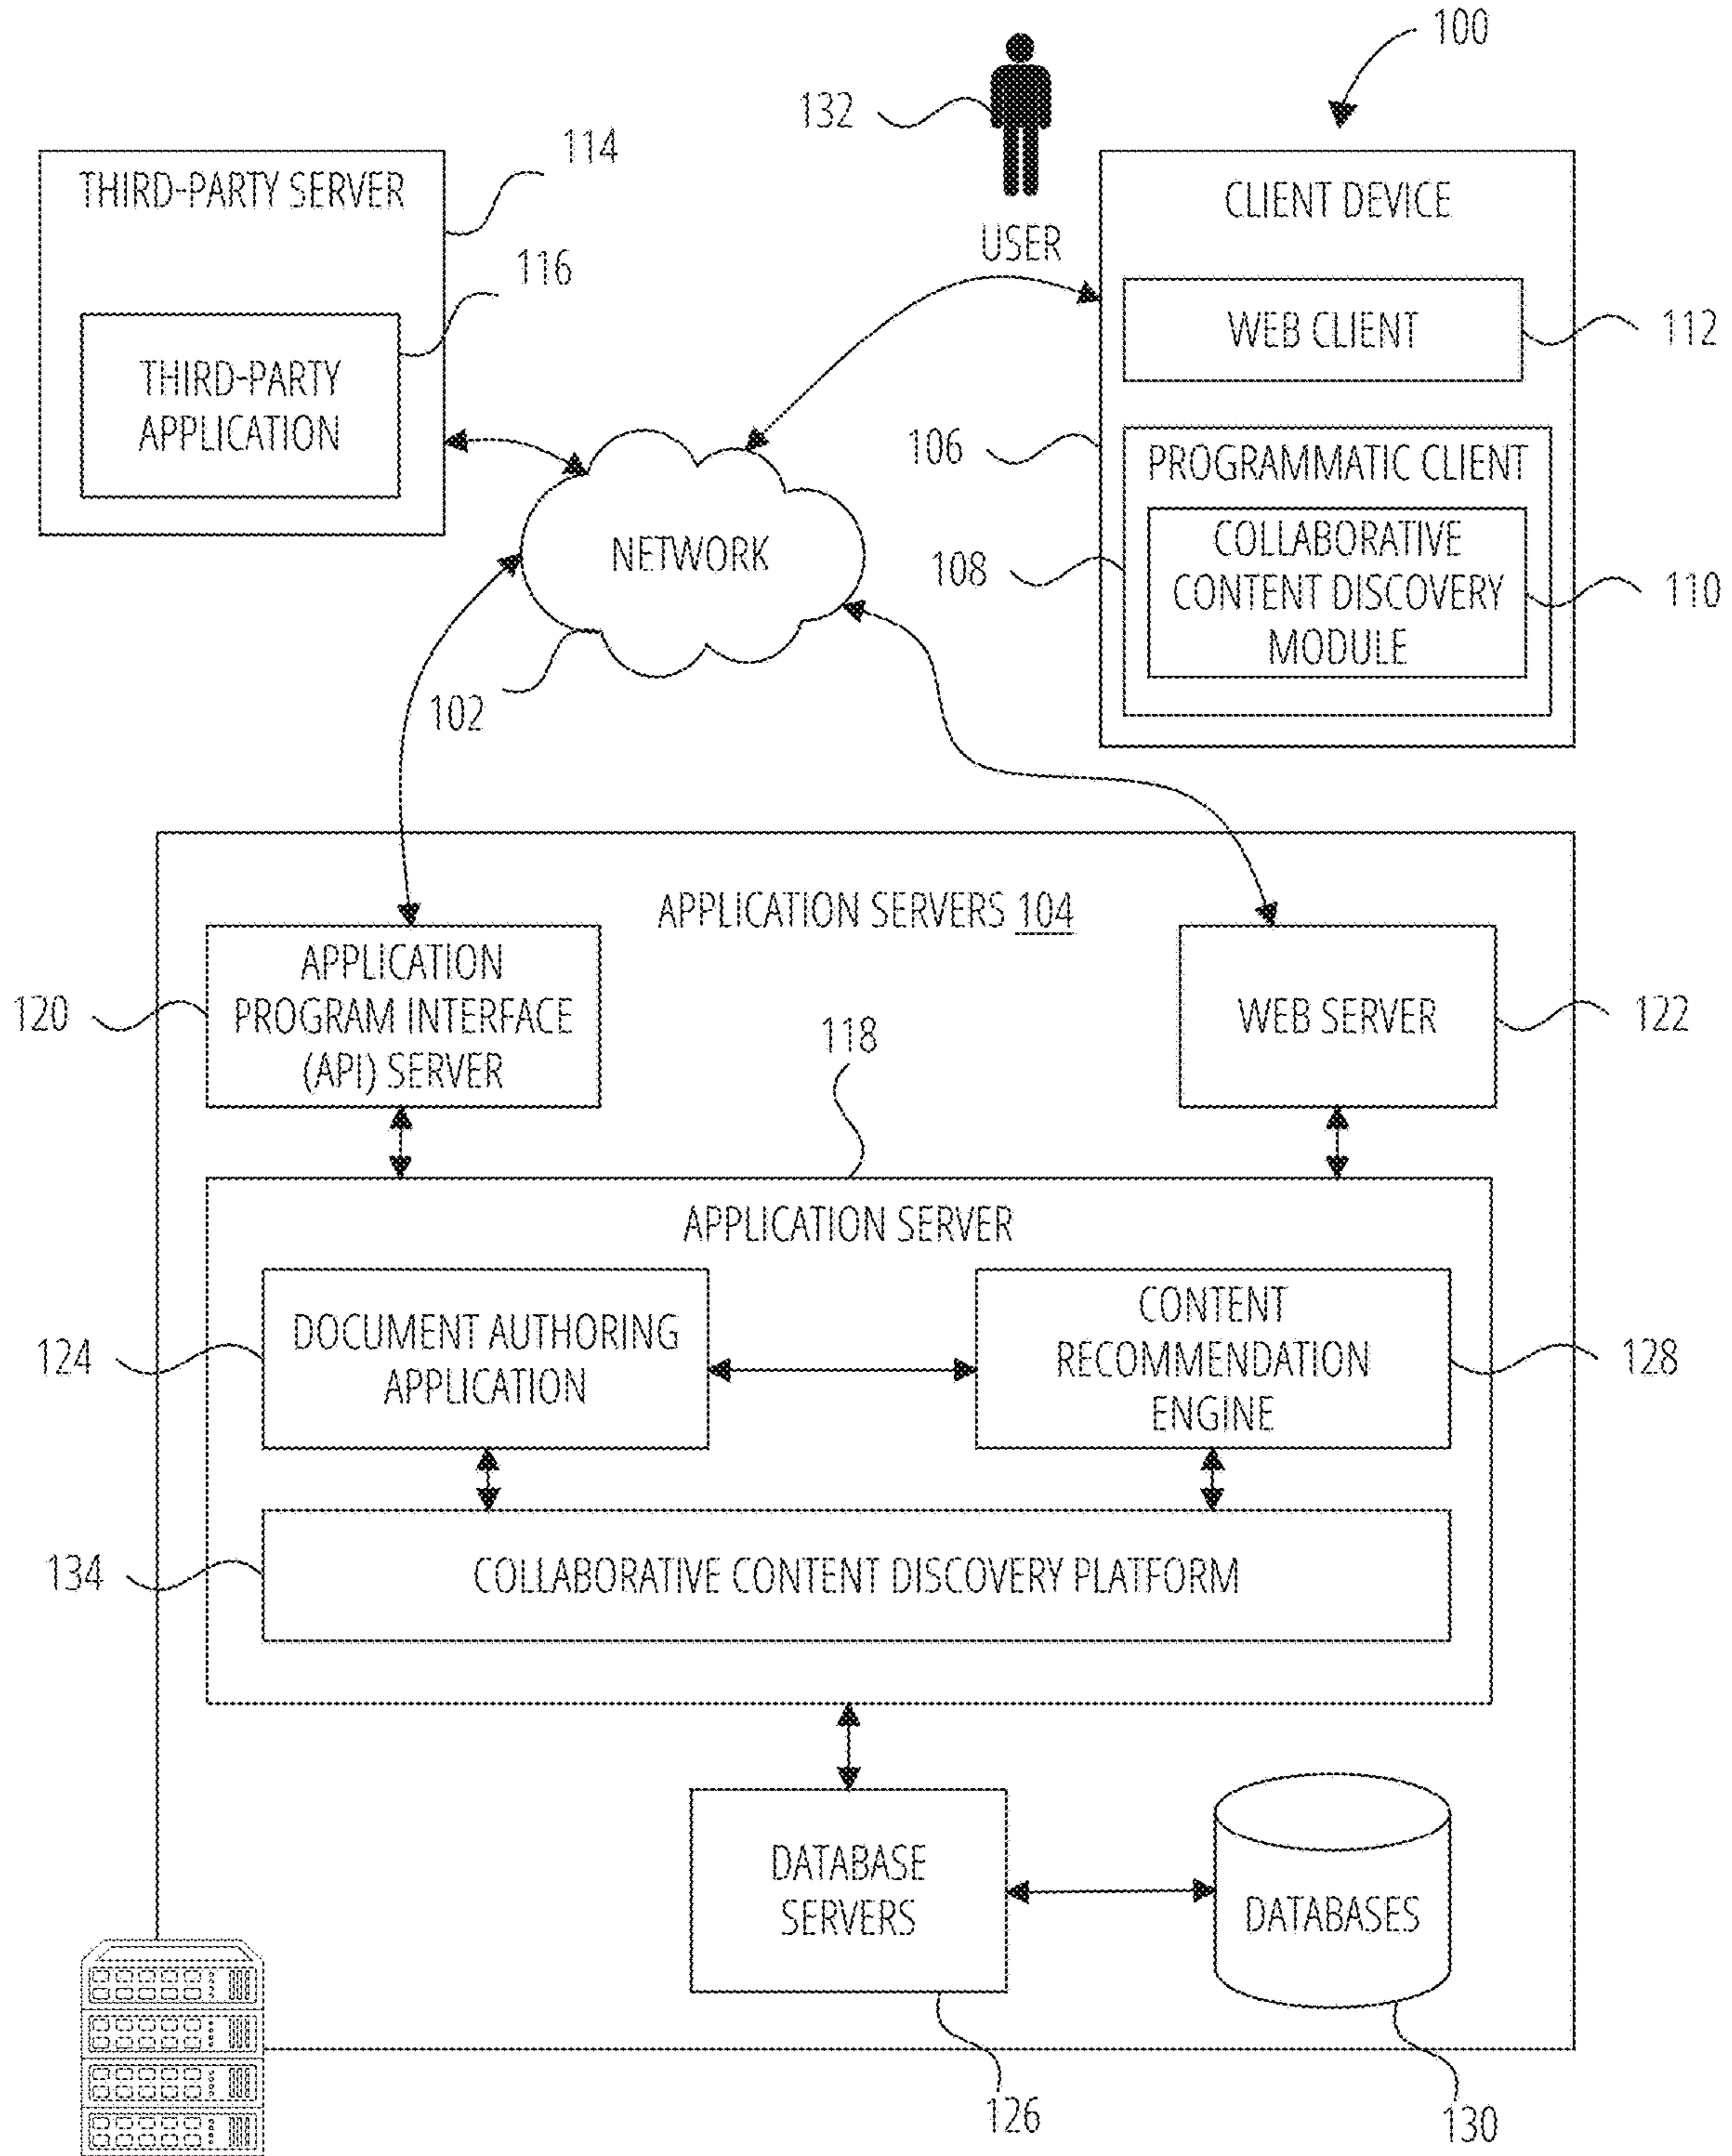 100
132
USER
THIRD-PARTY SERVER
114
116
THIRD-PARTY
APPLICATION
CLIENT DEVICE
WEB CLIENT
112
106
PROGRAMMATIC CLIENT
108
COLLABORATIVE
CONTENT DISCOVERY
MODULE
110
NETWORK
102
APPLICATION SERVERS 104
APPLICATION
PROGRAM INTERFACE
(API) SERVER
120
WEB SERVER
122
118
APPLICATION SERVER
DOCUMENT AUTHORING
APPLICATION
124
CONTENT
RECOMMENDATION
ENGINE
128
134
COLLABORATIVE CONTENT DISCOVERY PLATFORM
DATABASE
SERVERS
DATABASES
126
130